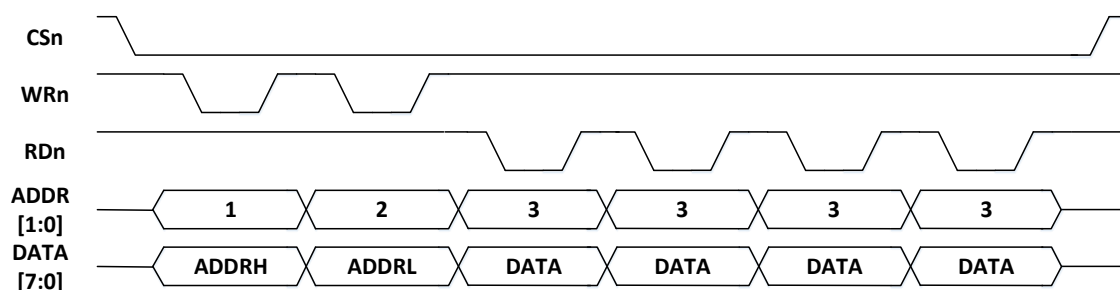 CSn
WRn
RDn
ADDR
[1:0]
1 2 3 3 3 3
DATA
[7:0]
ADDRH ADDRL DATA DATA DATA DATA